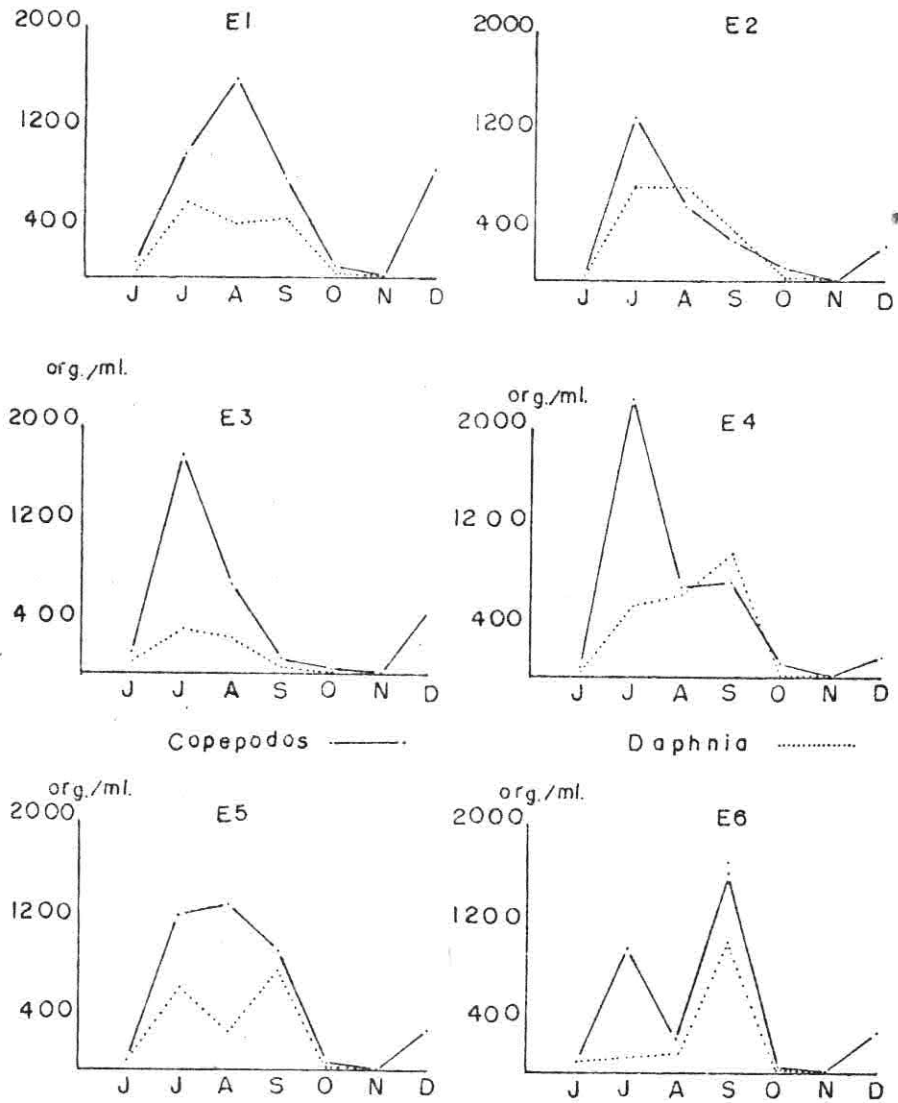 E1
2000
1200
400
J J A S O N D
E2
2000
1200
400
J J A S O N D
org./ml.
E3
2000
1200
400
J J A S O N D
org./ml.
E4
2000
1200
400
J J A S O N D
Copepodos
Daphnia
org./ml.
E5
2000
1200
400
J J A S O N D
org./ml.
E6
2000
1200
400
J J A S O N D